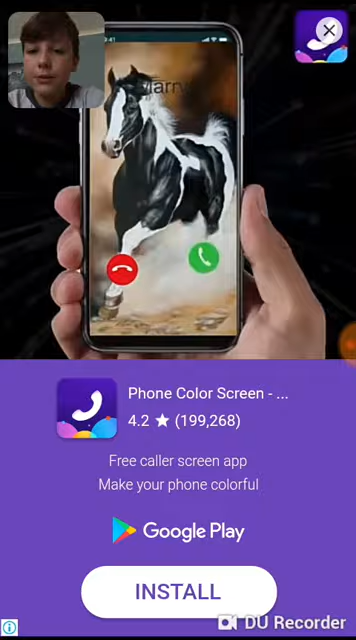 Marry
Phone Color Screen - ...
4.2 ★ (199,268)
Free caller screen app
Make your phone colorful
Google Play
INSTALL
DU Recorder